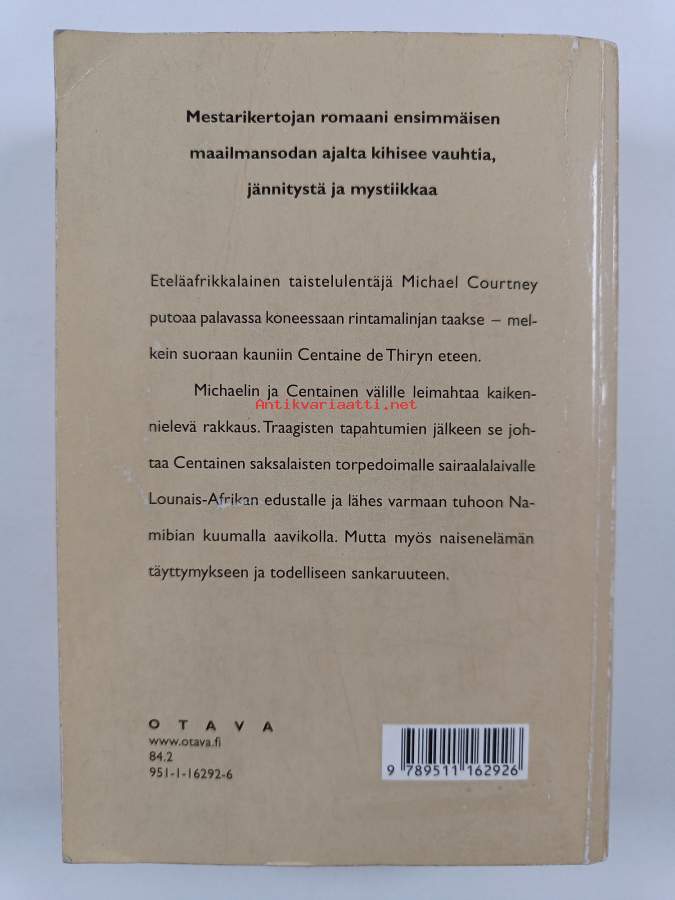 Mestarikertojan romaani ensimmäisen
maailmansodan ajalta kihisee vauhtia,
jännitystä ja mystiikkaa
Eteläafrikkalainen taistelulentäjä Michael Courtney
putoaa palavassa koneessaan rintamalinjan taakse – mel-
kein suoraan kauniin Centaine de Thiryn eteen.
Michaelin ja Centainen välille leimahtaa kaiken-
Antikvariaatti.net
nielevä rakkaus. Traagisten tapahtumien jälkeen se joh-
taa Centainen saksalaisten torpedoimalle sairaalalaivalle
Lounais-Afrikan edustalle ja lähes varmaan tuhoon Na-
mibian kuumalla aavikolla. Mutta myös naisenelämän
täyttymykseen ja todelliseen sankaruuteen.
OTAVA
www.otava.fi
84.2
951-1-16292-6
9 789511 162926